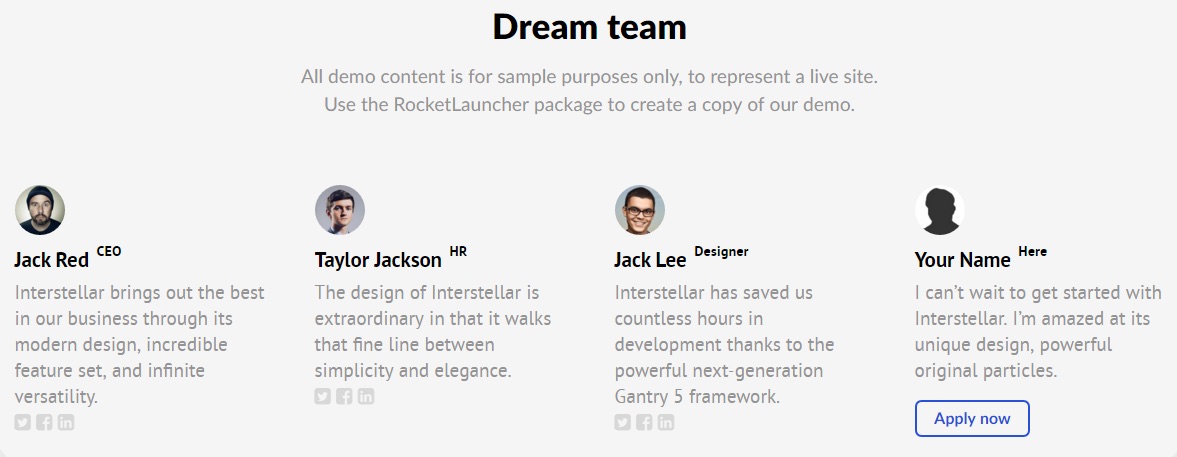 Dream team
All demo content is for sample purposes only, to represent a live site.
Use the RocketLauncher package to create a copy of our demo.
Jack Red CEO
Interstellar brings out the best
in our business through its
modern design, incredible
feature set, and infinite
versatility.
Taylor Jackson HR
The design of Interstellar is
extraordinary in that it walks
that fine line between
simplicity and elegance.
Jack Lee Designer
Interstellar has saved us
countless hours in
development thanks to the
powerful next-generation
Gantry 5 framework.
Your Name Here
I can’t wait to get started with
Interstellar. I’m amazed at its
unique design, powerful
original particles.
Apply now